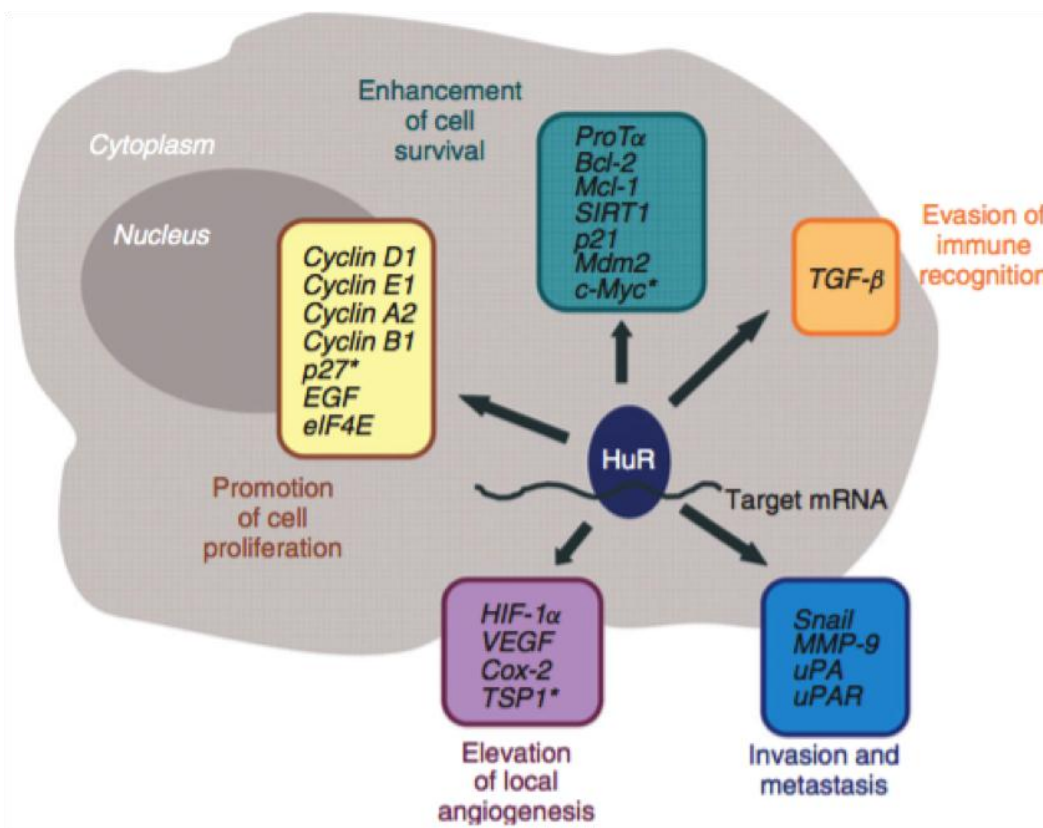 Enhancement
of cell
survival
Cytoplasm
Nucleus
ProTα
Bcl-2
Mcl-1
SIRT1
p21
Mdm2
c-Myc*
Evasion of
immune
recognition
TGF-β
Cyclin D1
Cyclin E1
Cyclin A2
Cyclin B1
p27*
EGF
eIF4E
Promotion
of cell
proliferation
HuR
Target mRNA
HIF-1α
VEGF
Cox-2
TSP1*
Elevation
of local
angiogenesis
Snail
MMP-9
uPA
uPAR
Invasion and
metastasis